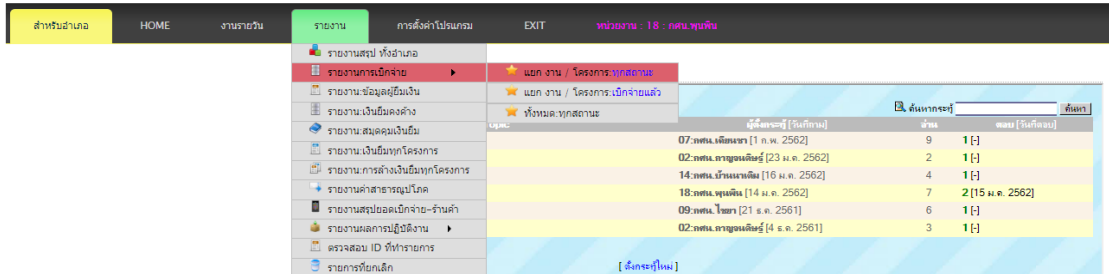 สำหรับอำเภอ HOME งานรายวัน รายงาน การตั้งค่าโปรแกรม EXIT หน่วยงาน : 18 : กศน.พุนพิน
รายงานสรุป ทั้งอำเภอ
รายงานการเบิกจ่าย
แยก งาน / โครงการ:ทุกสถานะ
รายงาน:ข้อมูลผู้ยืมเงิน
แยก งาน / โครงการ:เบิกจ่ายแล้ว
รายงาน:เงินยืมคงค้าง
ทั้งหมด:ทุกสถานะ
ค้นหากระทู้ ค้นหา
รายงาน:สมุดคุมเงินยืม
ผู้ตั้งกระทู้ [วันที่ถาม] อ่าน ตอบ [วันที่ตอบ]
รายงาน:เงินยืมทุกโครงการ
07:กศน.เคียนซา [1 ก.พ. 2562] 9 1 [-]
02:กศน.กาญจนดิษฐ์ [23 ม.ค. 2562] 2 1 [-]
รายงาน:การล้างเงินยืมทุกโครงการ
14:กศน.บ้านนาเดิม [16 ม.ค. 2562] 4 1 [-]
รายงานค่าสาธารณูปโภค
18:กศน.พุนพิน [14 ม.ค. 2562] 7 2 [15 ม.ค. 2562]
รายงานสรุปยอดเบิกจ่าย-ร้านค้า
09:กศน.ไชยา [21 ธ.ค. 2561] 6 1 [-]
รายงานผลการปฏิบัติงาน
02:กศน.กาญจนดิษฐ์ [4 ธ.ค. 2561] 3 1 [-]
ตรวจสอบ ID ที่ทำรายการ
รายการที่ยกเลิก
[ ตั้งกระทู้ใหม่ ]